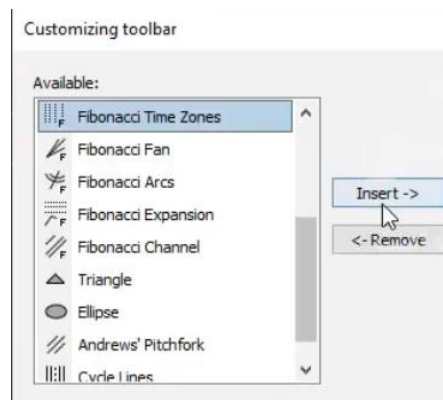 Customizing toolbar
Available:
Fibonacci Time Zones
Fibonacci Fan
Fibonacci Arcs
Fibonacci Expansion
Fibonacci Channel
Triangle
Ellipse
Andrews' Pitchfork
Cycle Lines
Insert ->
<- Remove